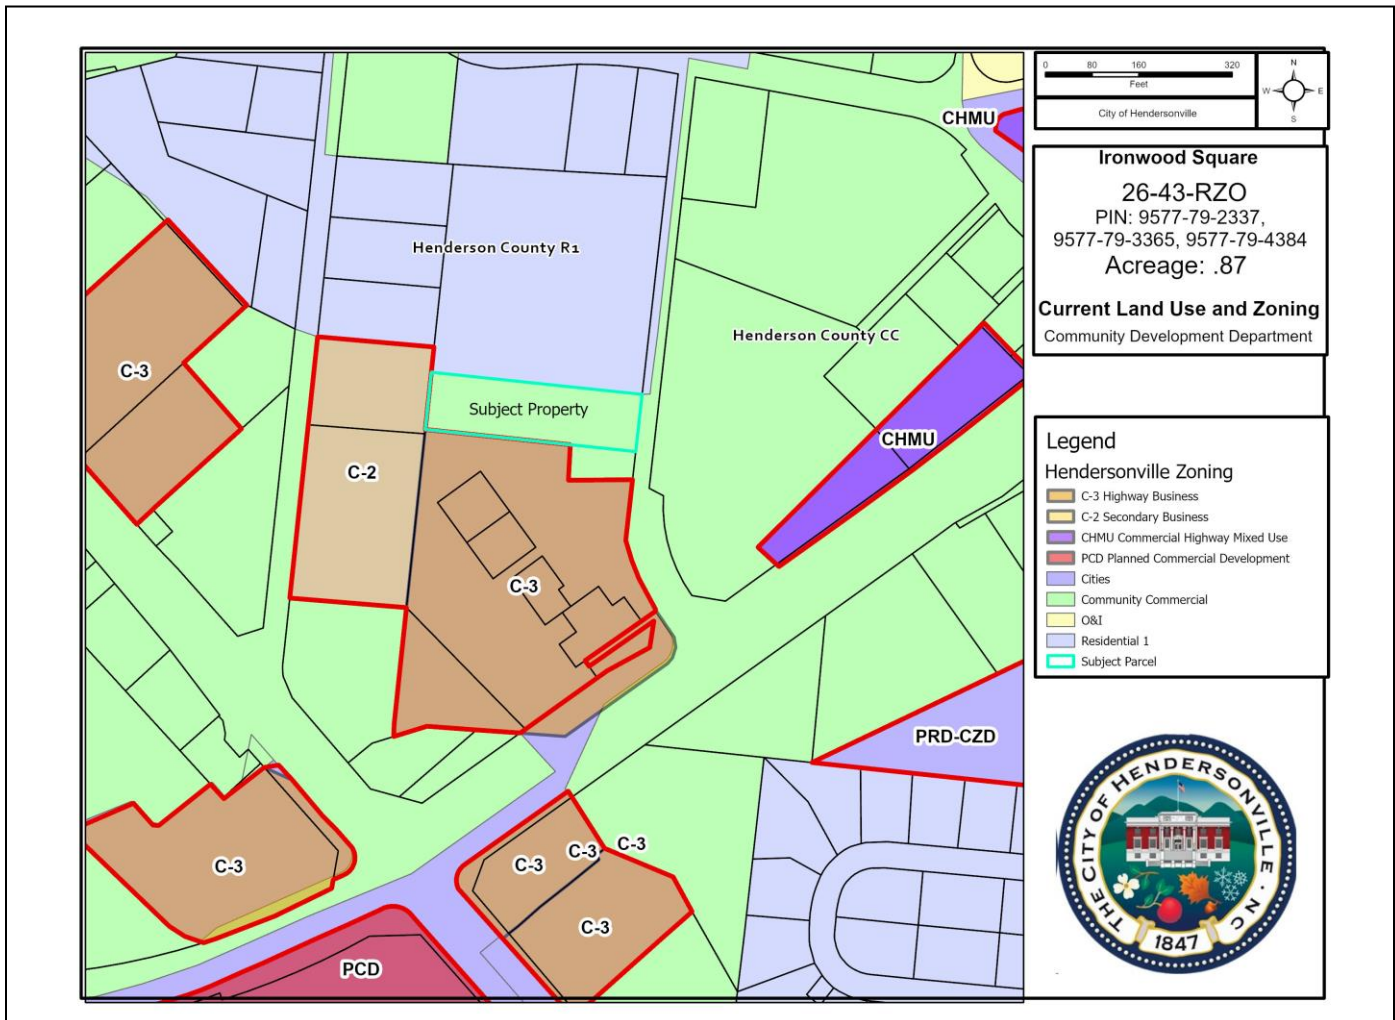 CHMU
Henderson County R1
Henderson County CC
C-3
Subject Property
CHMU
C-2
C-3
PRD-CZD
C-3
C-3
C-3
C-3
C-3
PCD
0 80 160 320
Feet
N
W E
S
City of Hendersonville
Ironwood Square
26-43-RZO
PIN: 9577-79-2337,
9577-79-3365, 9577-79-4384
Acreage: .87
Current Land Use and Zoning
Community Development Department
Legend
Hendersonville Zoning
C-3 Highway Business
C-2 Secondary Business
CHMU Commercial Highway Mixed Use
PCD Planned Commercial Development
Cities
Community Commercial
O&I
Residential 1
Subject Parcel
THE CITY OF HENDERSONVILLE · NC
1847